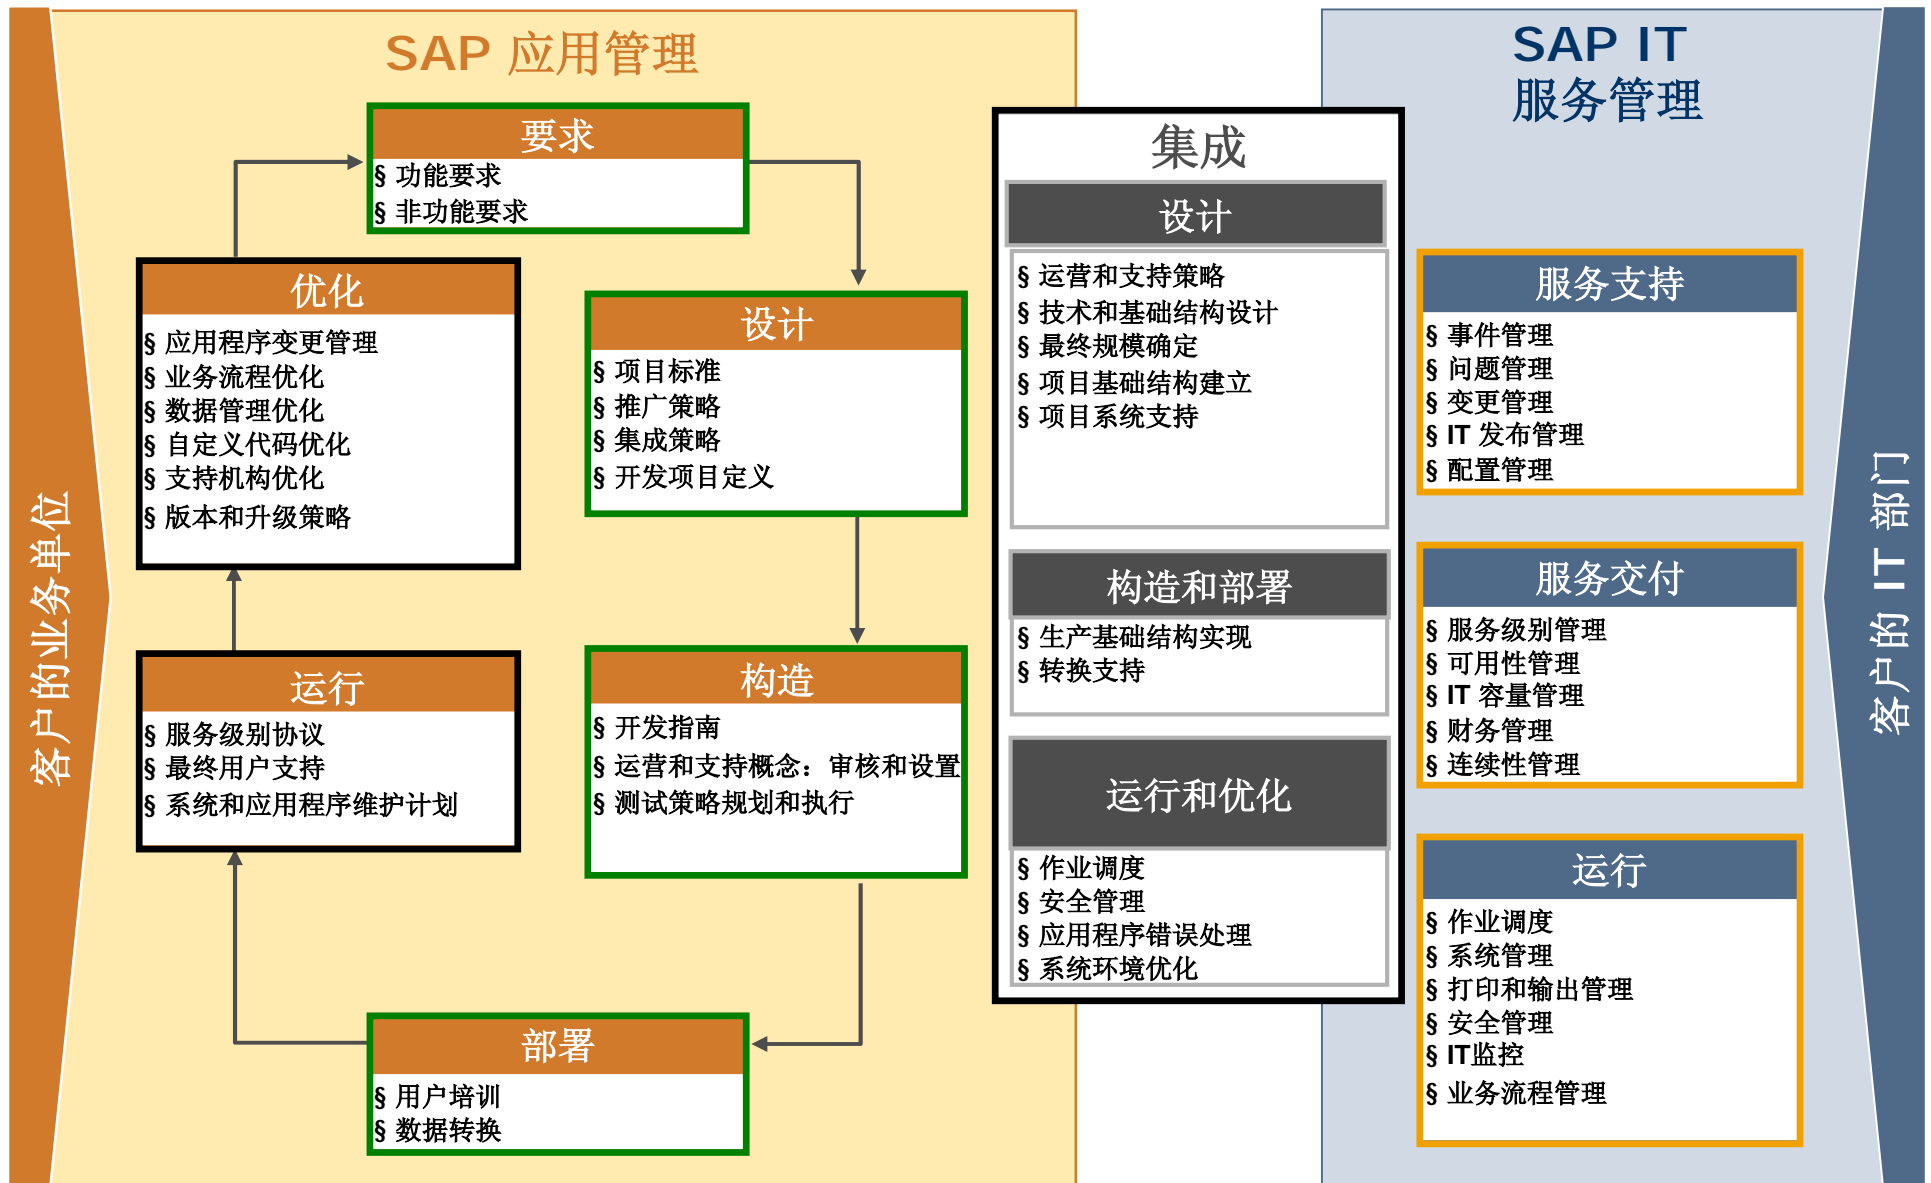 SAP 应用管理
要求
§ 功能要求
§ 非功能要求
优化
§ 应用程序变更管理
§ 业务流程优化
§ 数据管理优化
§ 自定义代码优化
§ 支持机构优化
§ 版本和升级策略
设计
§ 项目标准
§ 推广策略
§ 集成策略
§ 开发项目定义
运行
§ 服务级别协议
§ 最终用户支持
§ 系统和应用程序维护计划
构造
§ 开发指南
§ 运营和支持概念：审核和设置
§ 测试策略规划和执行
部署
§ 用户培训
§ 数据转换
客户的业务单位
集成
设计
§ 运营和支持策略
§ 技术和基础结构设计
§ 最终规模确定
§ 项目基础结构建立
§ 项目系统支持
构造和部署
§ 生产基础结构实现
§ 转换支持
运行和优化
§ 作业调度
§ 安全管理
§ 应用程序错误处理
§ 系统环境优化
SAP IT
服务管理
服务支持
§ 事件管理
§ 问题管理
§ 变更管理
§ IT 发布管理
§ 配置管理
服务交付
§ 服务级别管理
§ 可用性管理
§ IT 容量管理
§ 财务管理
§ 连续性管理
运行
§ 作业调度
§ 系统管理
§ 打印和输出管理
§ 安全管理
§ IT监控
§ 业务流程管理
客户的 IT 部门